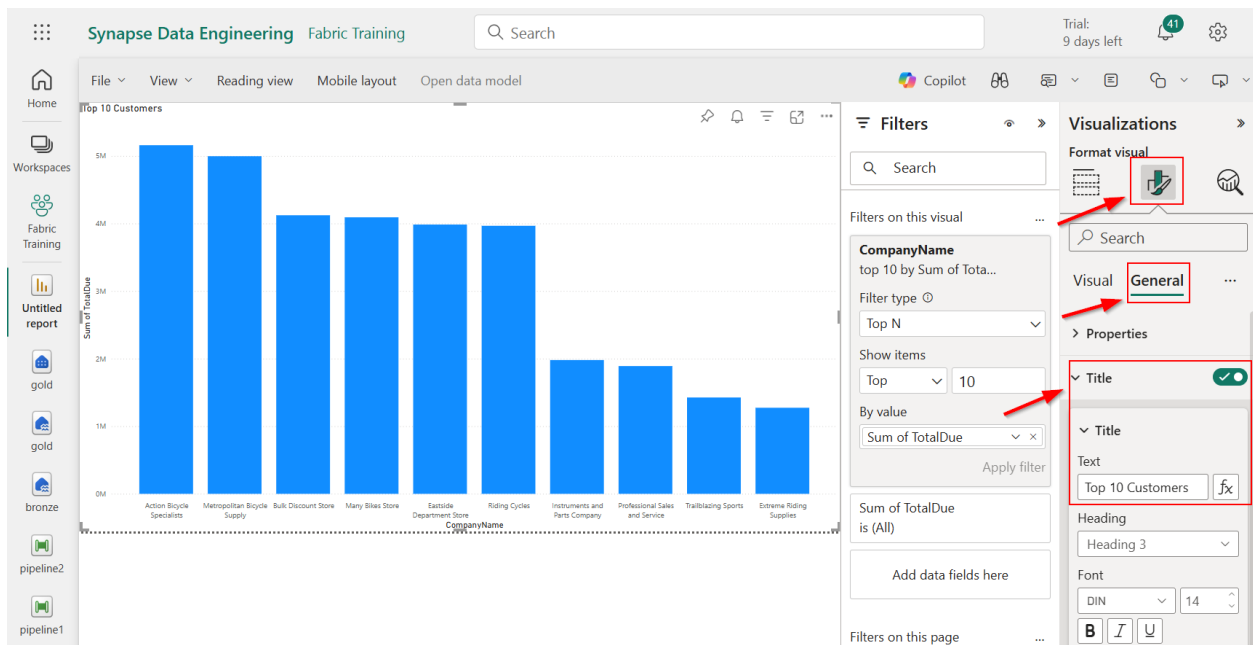 Synapse Data Engineering Fabric Training
Search
Trial:
9 days left
41
Home
Workspaces
Fabric
Training
Untitled
report
gold
gold
bronze
pipeline2
pipeline1
File View Reading view Mobile layout Open data model
Copilot
Top 10 Customers
5M
4M
3M
2M
1M
0M
Sum of TotalDue
Action Bicycle
Specialists
Metropolitan Bicycle
Supply
Bulk Discount Store
Many Bikes Store
Eastside
Department Store
Riding Cycles
Instruments and
Parts Company
Professional Sales
and Service
Trailblazing Sports
Extreme Riding
Supplies
CompanyName
Filters
Search
Filters on this visual
CompanyName
top 10 by Sum of Tota...
Filter type
Top N
Show items
Top 10
By value
Sum of TotalDue
Apply filter
Sum of TotalDue
is (All)
Add data fields here
Filters on this page
Visualizations
Format visual
Search
Visual General
Properties
Title
Title
Text
Top 10 Customers fx
Heading
Heading 3
Font
DIN 14
B I U